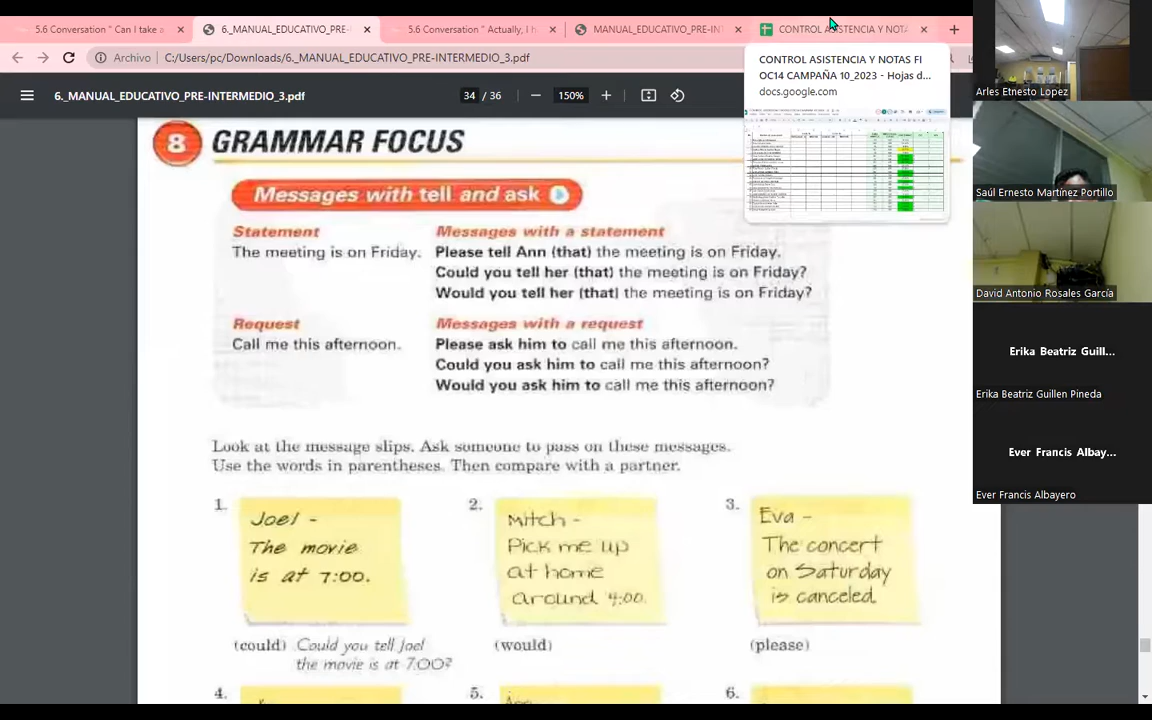 5.6 Conversation " Can I take a
6._MANUAL_EDUCATIVO_PRE-
5.6 Conversation " Actually, I h
MANUAL_EDUCATIVO_PRE-INT
CONTROL ASISTENCIA Y NOTA
Archivo
C:/Users/pc/Downloads/6._MANUAL_EDUCATIVO_PRE-INTERMEDIO_3.pdf
CONTROL ASISTENCIA Y NOTAS FI
OC14 CAMPAÑA 10_2023 - Hojas d...
docs.google.com
6._MANUAL_EDUCATIVO_PRE-INTERMEDIO_3.pdf
34 / 36
150%
8 GRAMMAR FOCUS
Messages with tell and ask
Statement
The meeting is on Friday.
Messages with a statement
Please tell Ann (that) the meeting is on Friday.
Could you tell her (that) the meeting is on Friday?
Would you tell her (that) the meeting is on Friday?
Request
Call me this afternoon.
Messages with a request
Please ask him to call me this afternoon.
Could you ask him to call me this afternoon?
Would you ask him to call me this afternoon?
Look at the message slips. Ask someone to pass on these messages.
Use the words in parentheses. Then compare with a partner.
1.
Joel -
The movie
is at 7:00.
(could) Could you tell Joel
the movie is at 7:00?
2.
Mitch -
Pick me up
at home
around 4:00.
(would)
3.
Eva -
The concert
on Saturday
is canceled.
(please)
4.
5.
6.
Arles Etnesto Lopez
Saúl Ernesto Martínez Portillo
David Antonio Rosales García
Erika Beatriz Guill...
Erika Beatriz Guillen Pineda
Ever Francis Albay...
Ever Francis Albayero